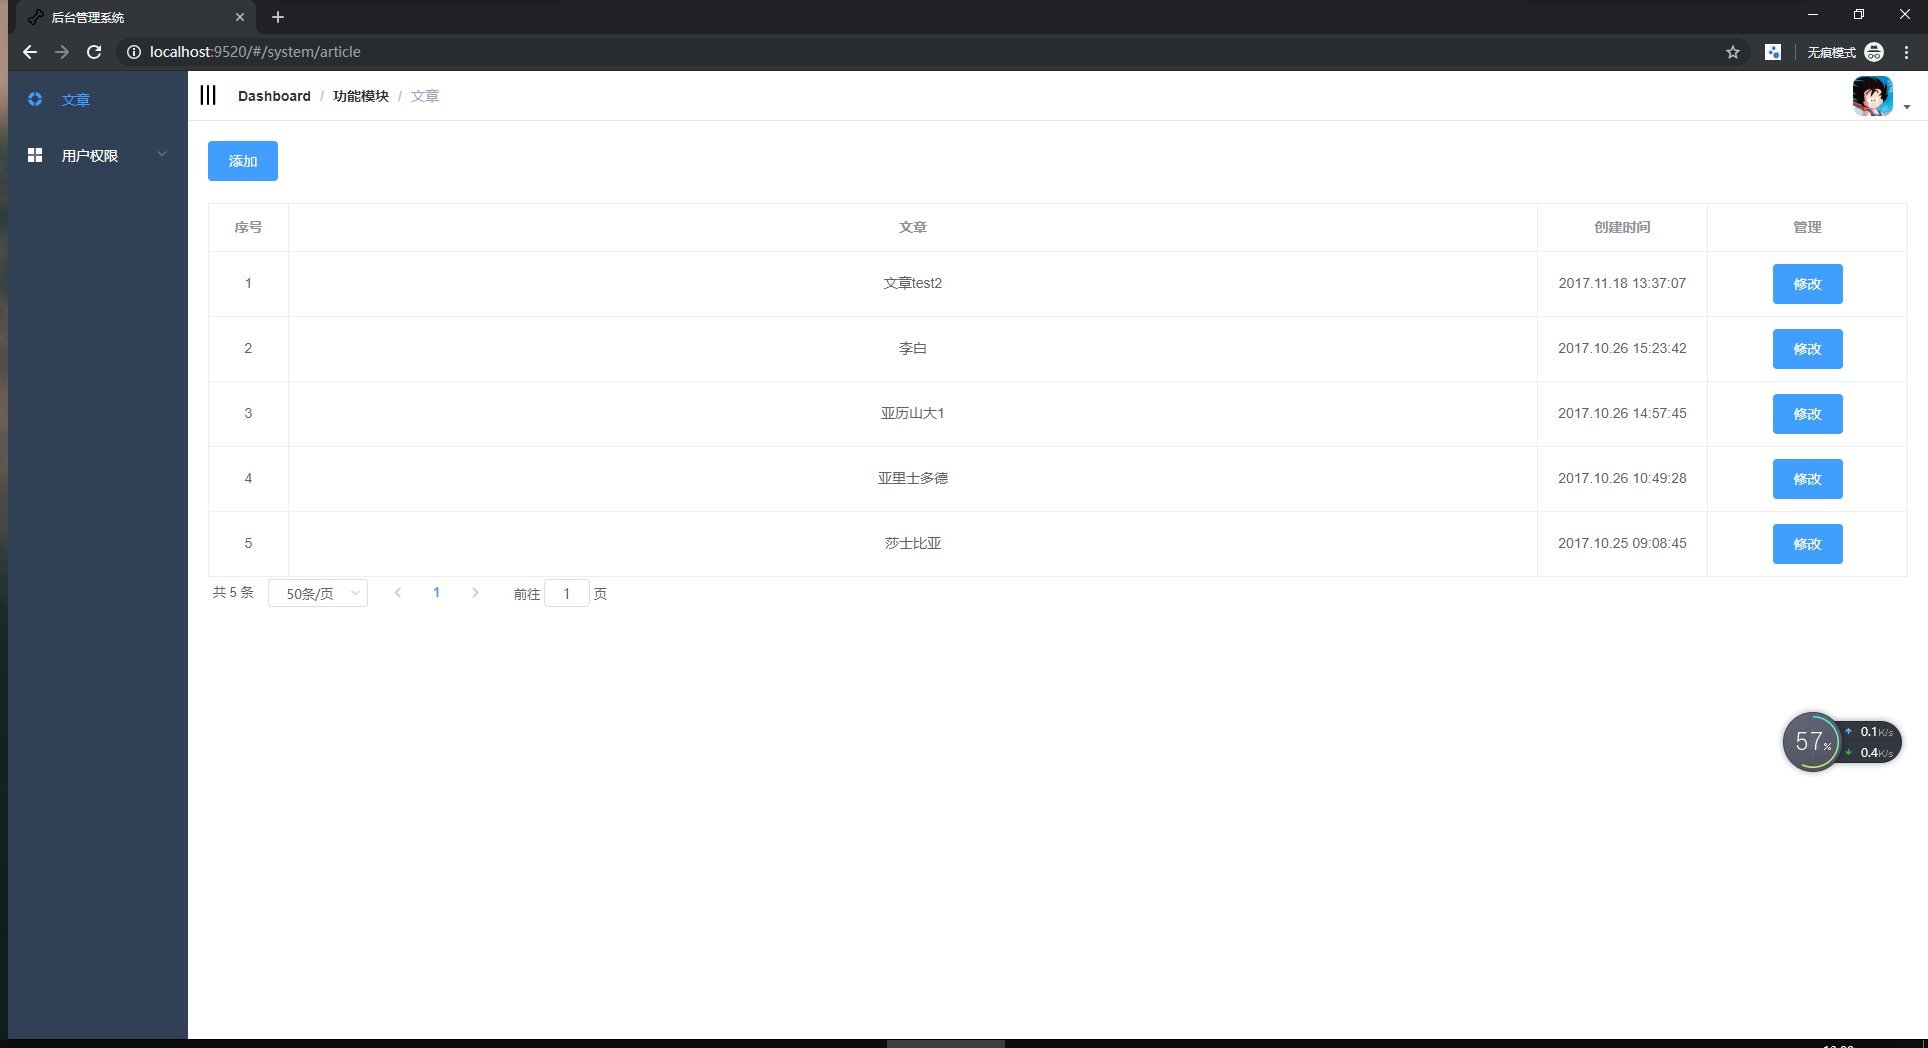 后台管理系统
localhost:9520/#/system/article
无痕模式
文章
用户权限
Dashboard / 功能模块 / 文章
添加
序号 文章 创建时间 管理
1 文章test2 2017.11.18 13:37:07 修改
2 李白 2017.10.26 15:23:42 修改
3 亚历山大1 2017.10.26 14:57:45 修改
4 亚里士多德 2017.10.26 10:49:28 修改
5 莎士比亚 2017.10.25 09:08:45 修改
共 5 条 50条/页 1 前往 1 页
57%
0.1K/s
0.4K/s